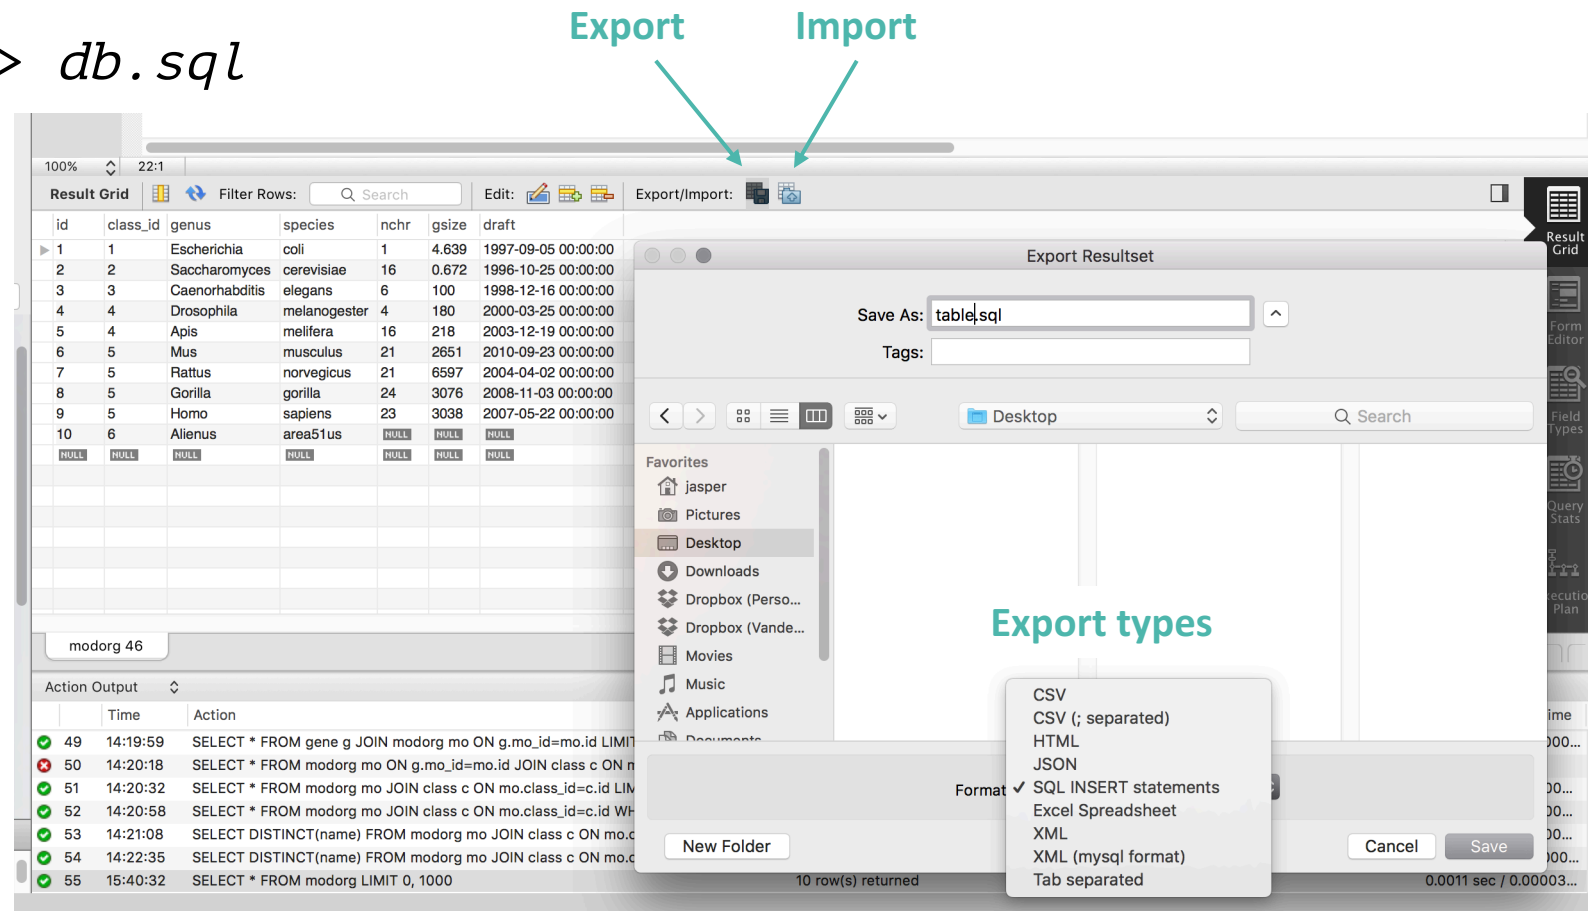 Export Import
> db.sql
100% 22:1
Result Grid Filter Rows: Search Edit: Export/Import:
id class_id genus species nchr gsize draft
1 1 Escherichia coli 1 4.639 1997-09-05 00:00:00
2 2 Saccharomyces cerevisiae 16 0.672 1996-10-25 00:00:00
3 3 Caenorhabditis elegans 6 100 1998-12-16 00:00:00
4 4 Drosophila melanogester 4 180 2000-03-25 00:00:00
5 4 Apis melifera 16 218 2003-12-19 00:00:00
6 5 Mus musculus 21 2651 2010-09-23 00:00:00
7 5 Rattus norvegicus 21 6597 2004-04-02 00:00:00
8 5 Gorilla gorilla 24 3076 2008-11-03 00:00:00
9 5 Homo sapiens 23 3038 2007-05-22 00:00:00
10 6 Alienus area51us NULL NULL NULL
NULL NULL NULL NULL NULL NULL NULL
modorg 46
Export Resultset
Save As: table.sql
Tags:
Desktop
Search
Favorites
jasper
Pictures
Desktop
Downloads
Dropbox (Perso...
Dropbox (Vande...
Movies
Music
Applications
Documents
Export types
CSV
CSV (; separated)
HTML
JSON
Format ✓ SQL INSERT statements
Excel Spreadsheet
XML
XML (mysql format)
Tab separated
New Folder Cancel Save
Result
Grid
Form
Editor
Field
Types
Query
Stats
Plan
Action Output
Time Action
49 14:19:59 SELECT * FROM gene g JOIN modorg mo ON g.mo_id=mo.id LIMIT
50 14:20:18 SELECT * FROM modorg mo ON g.mo_id=mo.id JOIN class c ON
51 14:20:32 SELECT * FROM modorg mo JOIN class c ON mo.class_id=c.id LIM
52 14:20:58 SELECT * FROM modorg mo JOIN class c ON mo.class_id=c.id WH
53 14:21:08 SELECT DISTINCT(name) FROM modorg mo JOIN class c ON mo.c
54 14:22:35 SELECT DISTINCT(name) FROM modorg mo JOIN class c ON mo.c
55 15:40:32 SELECT * FROM modorg LIMIT 0, 1000 10 row(s) returned 0.0011 sec / 0.00003...